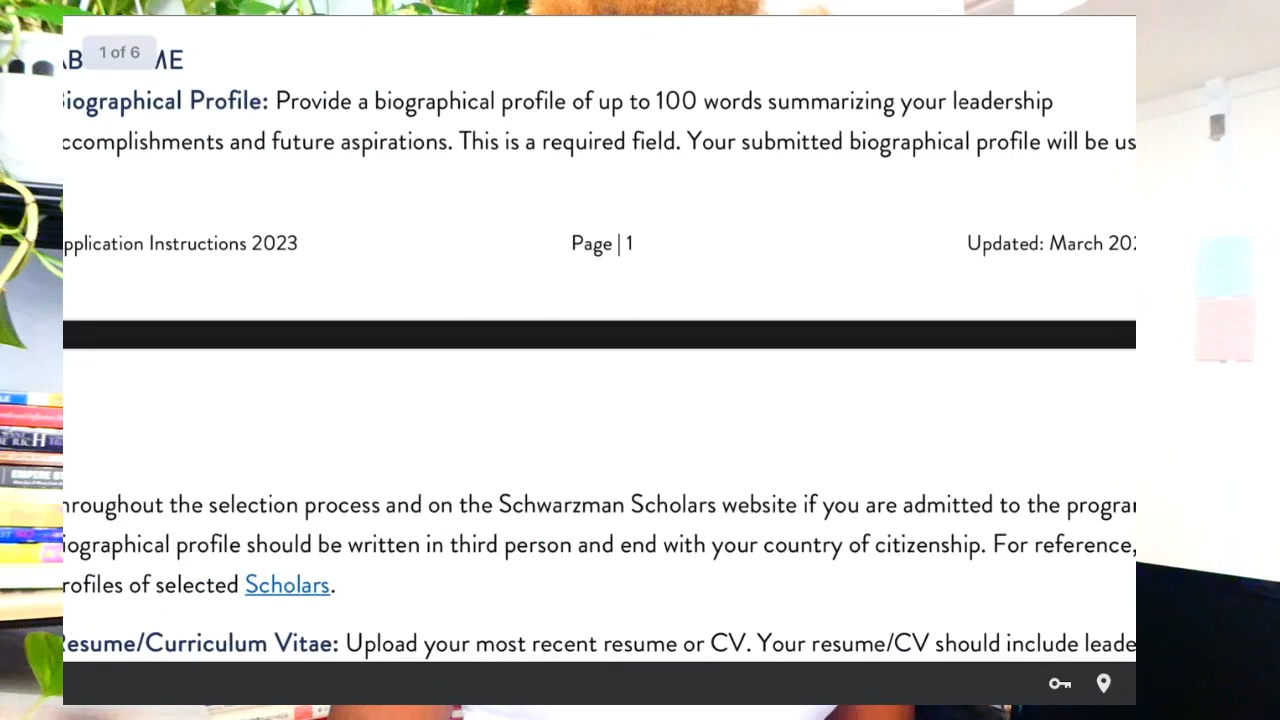 1 of 6
iographical Profile: Provide a biographical profile of up to 100 words summarizing your leadership
ccomplishments and future aspirations. This is a required field. Your submitted biographical profile will be us
pplication Instructions 2023
Page | 1
Updated: March 202
hroughout the selection process and on the Schwarzman Scholars website if you are admitted to the progra
iographical profile should be written in third person and end with your country of citizenship. For reference,
rofiles of selected Scholars.
Resume/Curriculum Vitae: Upload your most recent resume or CV. Your resume/CV should include leade